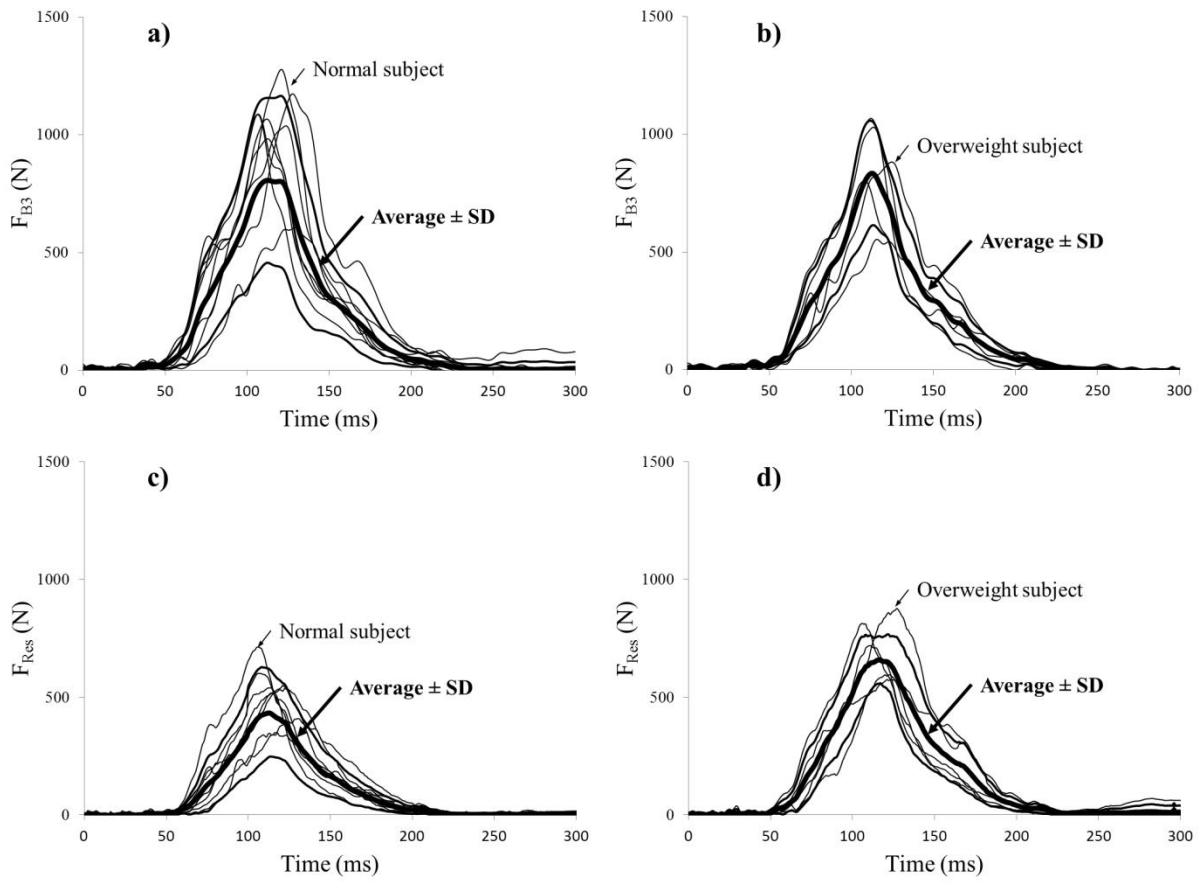 a)
1500
1000
500
0
F_B3 (N)
Normal subject
Average ± SD
0 50 100 150 200 250 300
Time (ms)
b)
1500
1000
500
0
F_B3 (N)
Overweight subject
Average ± SD
0 50 100 150 200 250 300
Time (ms)
c)
1500
1000
500
0
F_Res (N)
Normal subject
Average ± SD
0 50 100 150 200 250 300
Time (ms)
d)
1500
1000
500
0
F_Res (N)
Overweight subject
Average ± SD
0 50 100 150 200 250 300
Time (ms)